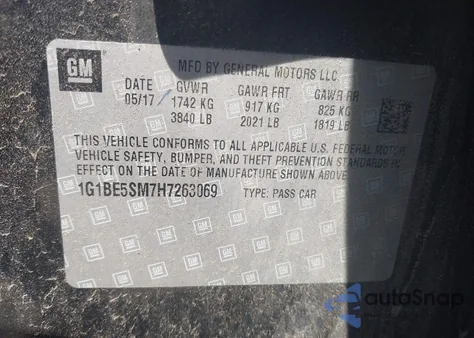 GM
MFD BY GENERAL MOTORS LLC
DATE GVWR GAWR FRT GAWR RR
05/17 1742 KG 917 KG 825 KG
3840 LB 2021 LB 1819 LB
THIS VEHICLE CONFORMS TO ALL APPLICABLE U.S. FEDERAL MOTOR
VEHICLE SAFETY, BUMPER, AND THEFT PREVENTION STANDARDS IN
EFFECT ON THE DATE OF MANUFACTURE SHOWN ABOVE.
1G1BE5SM7H7263069 TYPE: PASS CAR
autoSnap